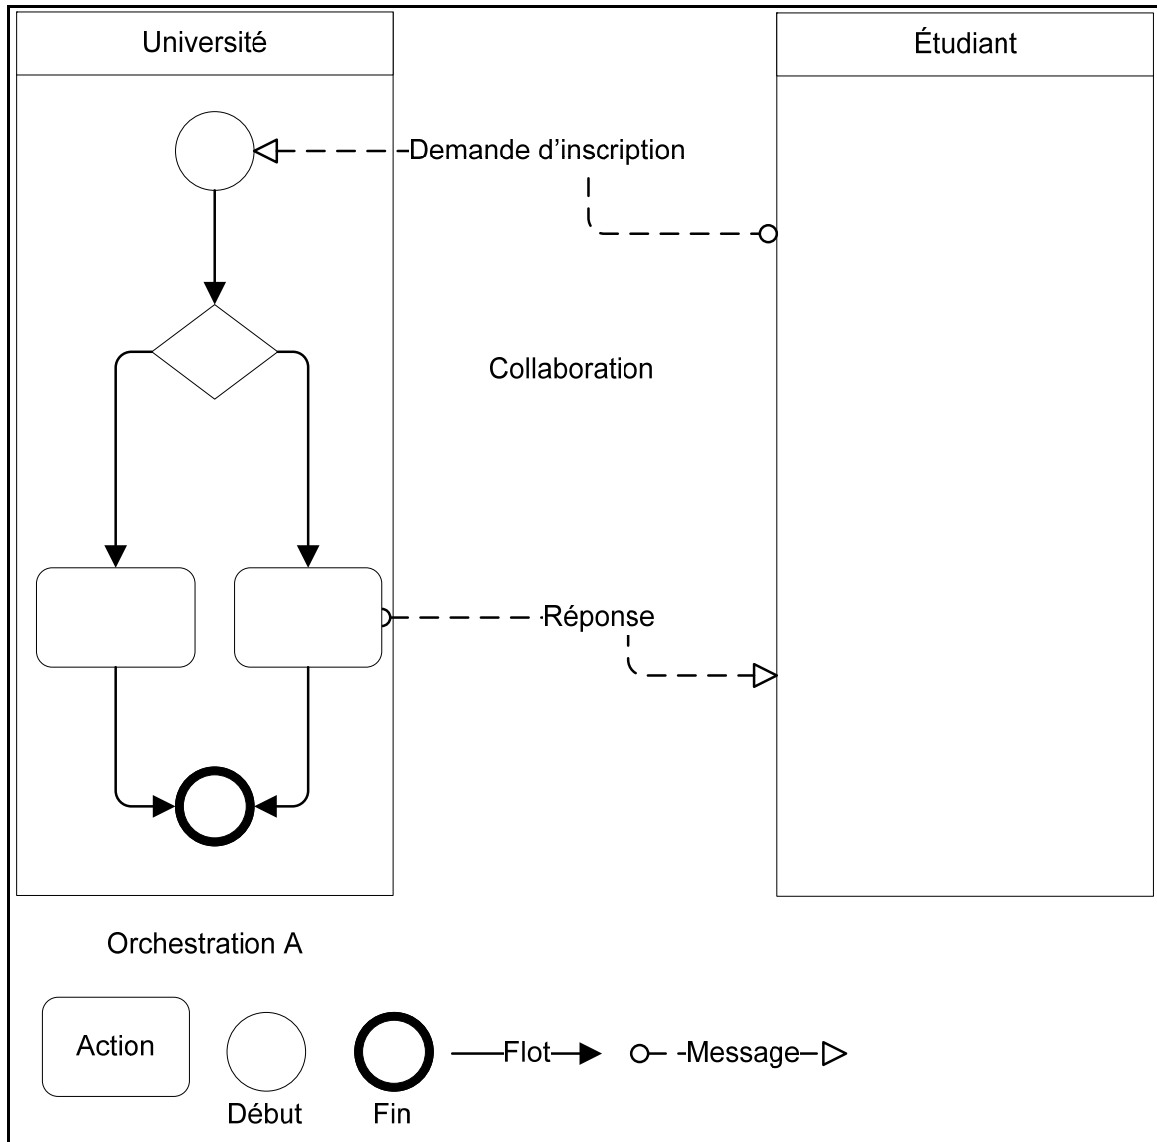 Université
Étudiant
Demande d'inscription
Collaboration
Réponse
Orchestration A
Action
Flot
Message
Début
Fin